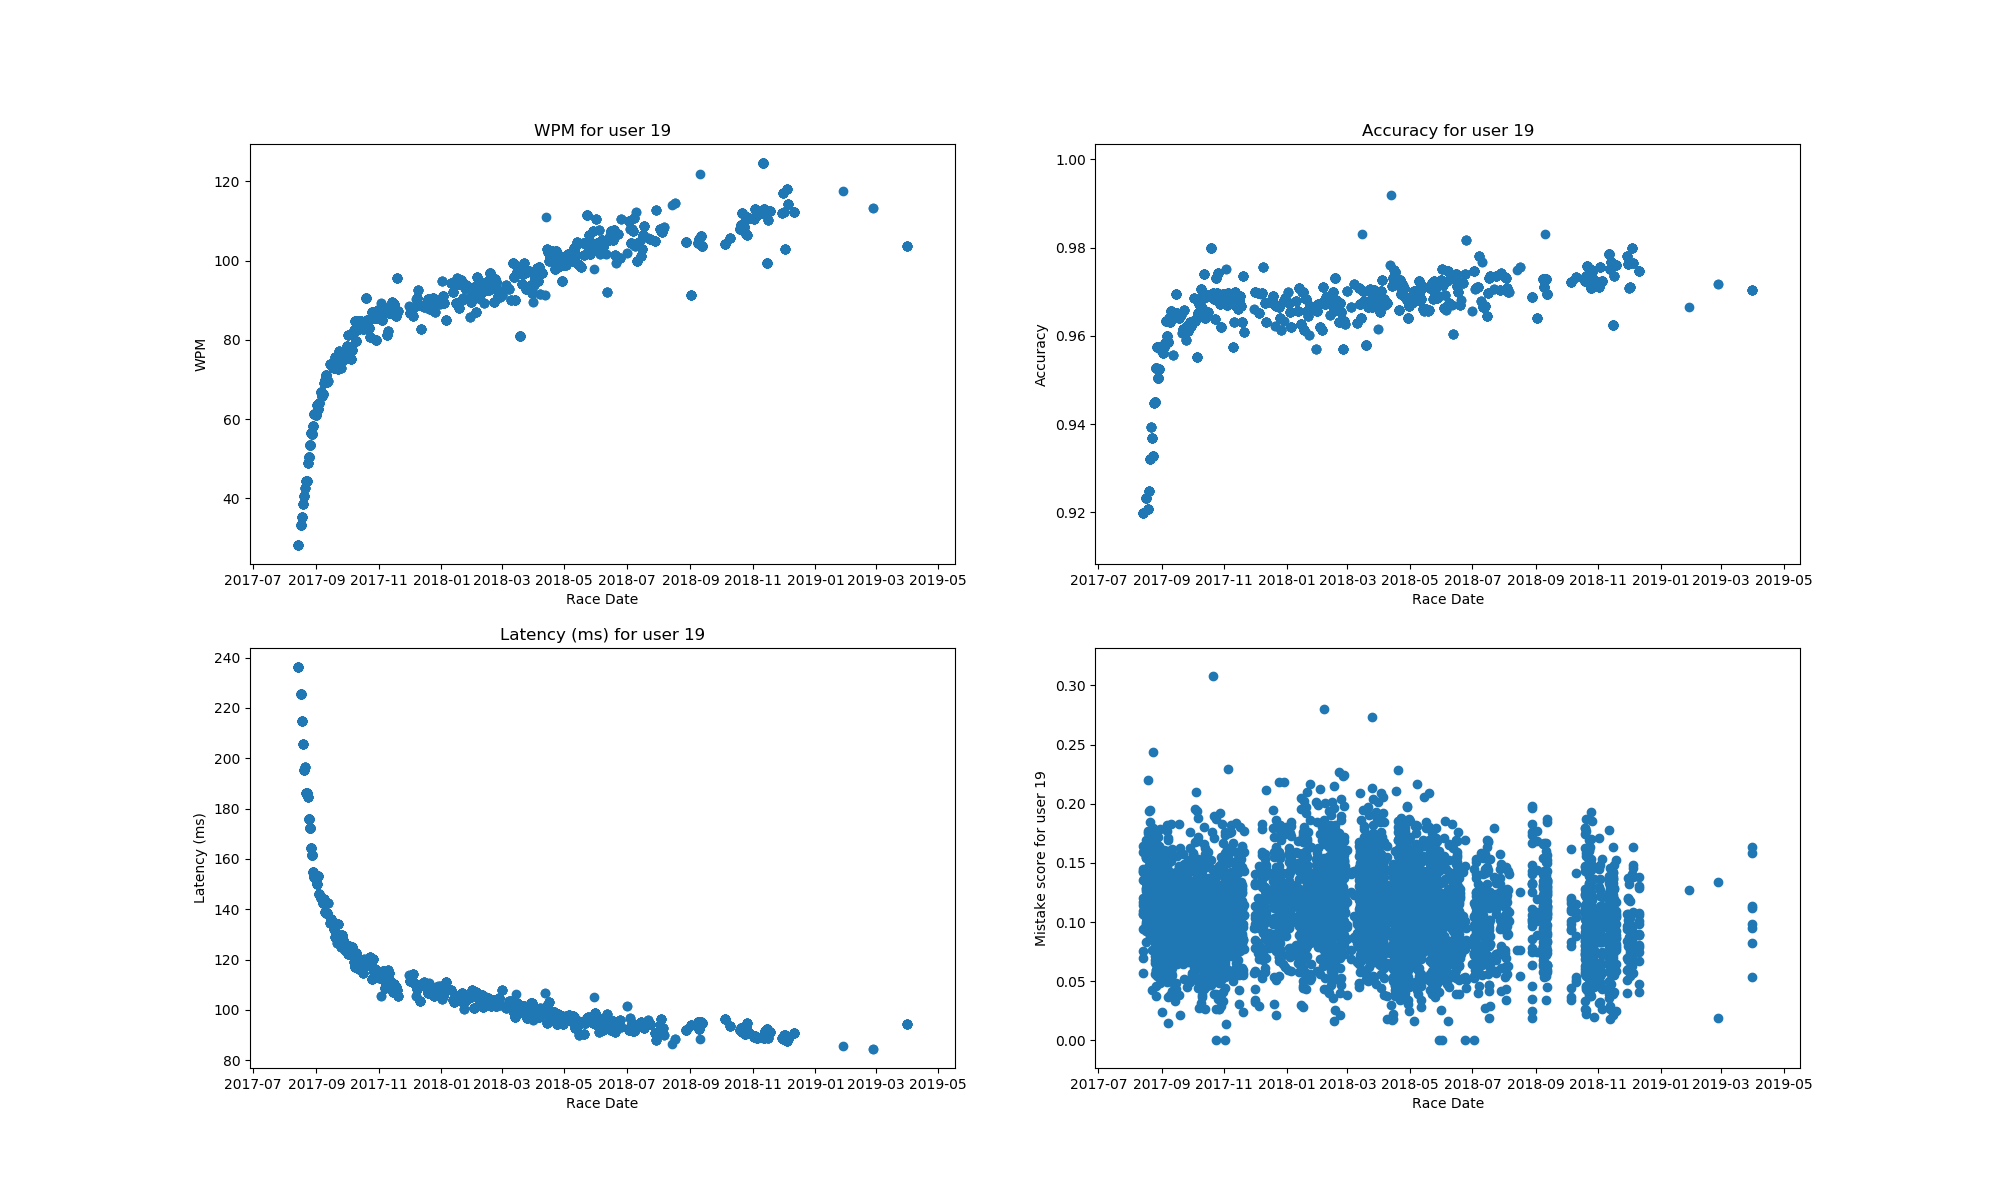 WPM for user 19
120
100
80
60
40
WPM
2017-07 2017-09 2017-11 2018-01 2018-03 2018-05 2018-07 2018-09 2018-11 2019-01 2019-03 2019-05
Race Date
Accuracy for user 19
1.00
0.98
0.96
0.94
0.92
Accuracy
2017-07 2017-09 2017-11 2018-01 2018-03 2018-05 2018-07 2018-09 2018-11 2019-01 2019-03 2019-05
Race Date
Latency (ms) for user 19
240
220
200
180
160
140
120
100
80
Latency (ms)
2017-07 2017-09 2017-11 2018-01 2018-03 2018-05 2018-07 2018-09 2018-11 2019-01 2019-03 2019-05
Race Date
0.30
0.25
0.20
0.15
0.10
0.05
0.00
Mistake score for user 19
2017-07 2017-09 2017-11 2018-01 2018-03 2018-05 2018-07 2018-09 2018-11 2019-01 2019-03 2019-05
Race Date